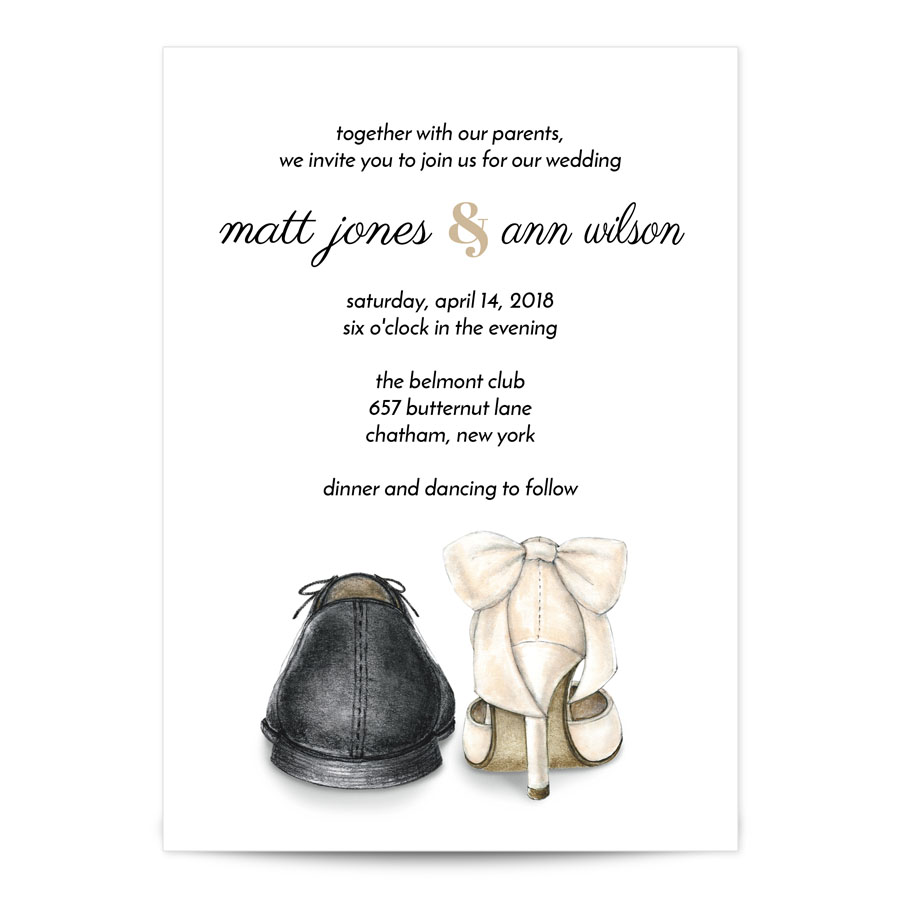 together with our parents,
we invite you to join us for our wedding
matt jones & ann wilson
saturday, april 14, 2018
six o'clock in the evening
the belmont club
657 butternut lane
chatham, new york
dinner and dancing to follow